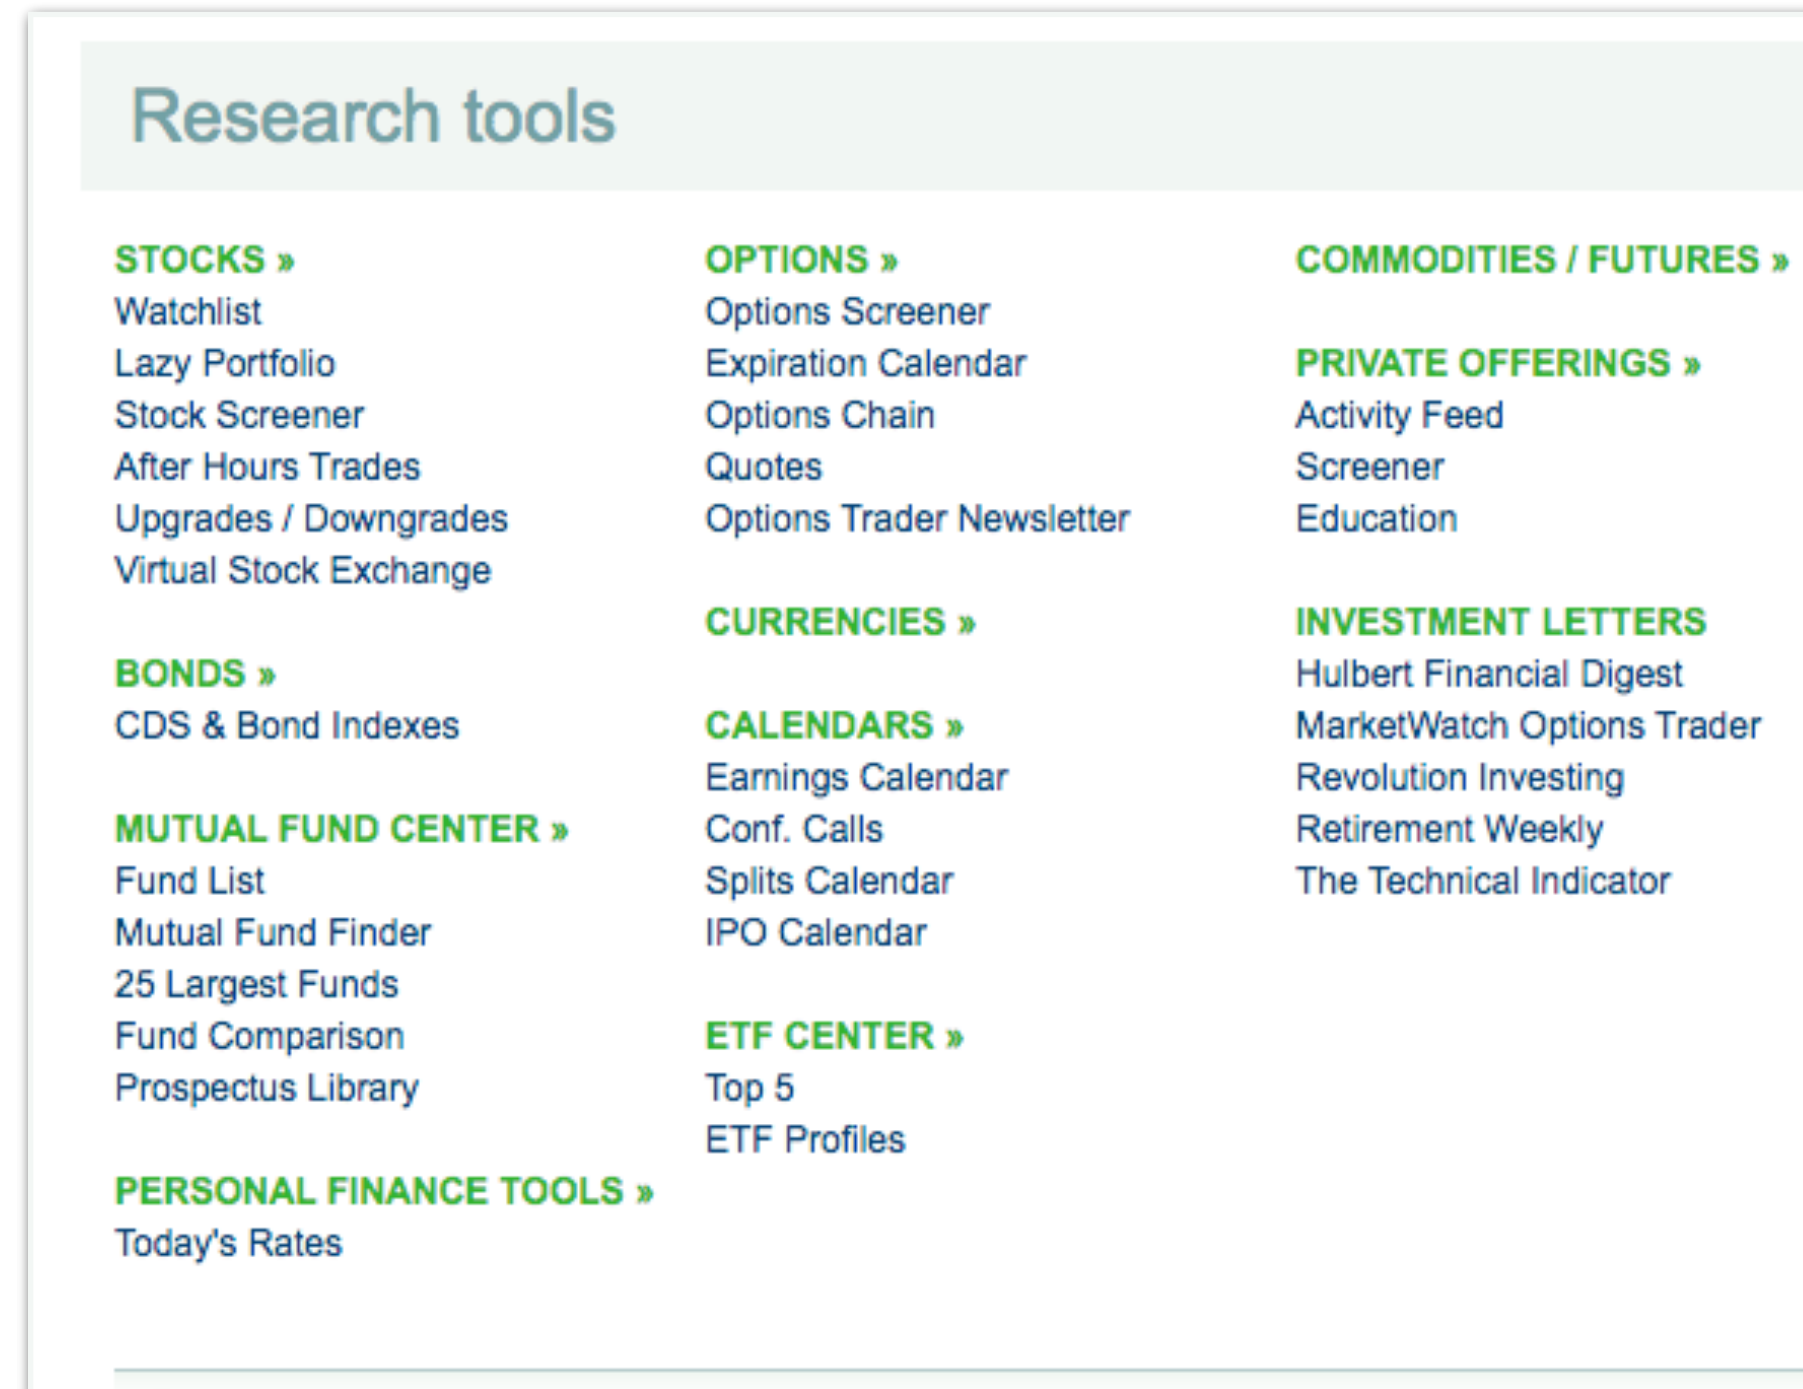 Research tools
STOCKS »
Watchlist
Lazy Portfolio
Stock Screener
After Hours Trades
Upgrades / Downgrades
Virtual Stock Exchange
BONDS »
CDS & Bond Indexes
MUTUAL FUND CENTER »
Fund List
Mutual Fund Finder
25 Largest Funds
Fund Comparison
Prospectus Library
PERSONAL FINANCE TOOLS »
Today's Rates
OPTIONS »
Options Screener
Expiration Calendar
Options Chain
Quotes
Options Trader Newsletter
CURRENCIES »
CALENDARS »
Earnings Calendar
Conf. Calls
Splits Calendar
IPO Calendar
ETF CENTER »
Top 5
ETF Profiles
COMMODITIES / FUTURES »
PRIVATE OFFERINGS »
Activity Feed
Screener
Education
INVESTMENT LETTERS
Hulbert Financial Digest
MarketWatch Options Trader
Revolution Investing
Retirement Weekly
The Technical Indicator